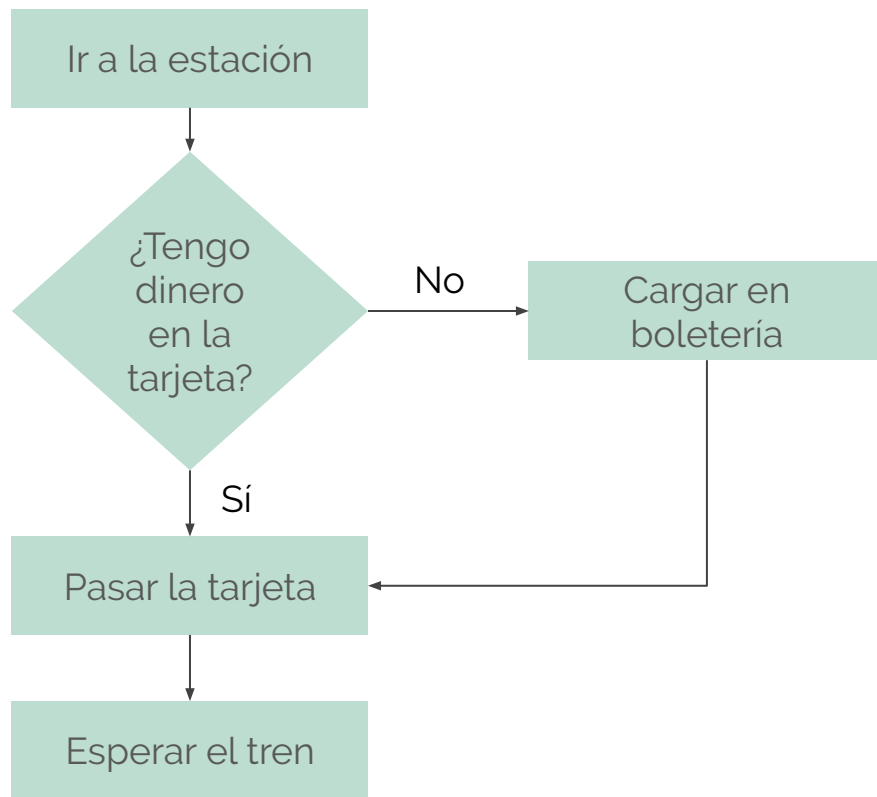 Ir a la estación
¿Tengo
dinero
en la
tarjeta?
No
Cargar en
boletería
Sí
Pasar la tarjeta
Esperar el tren